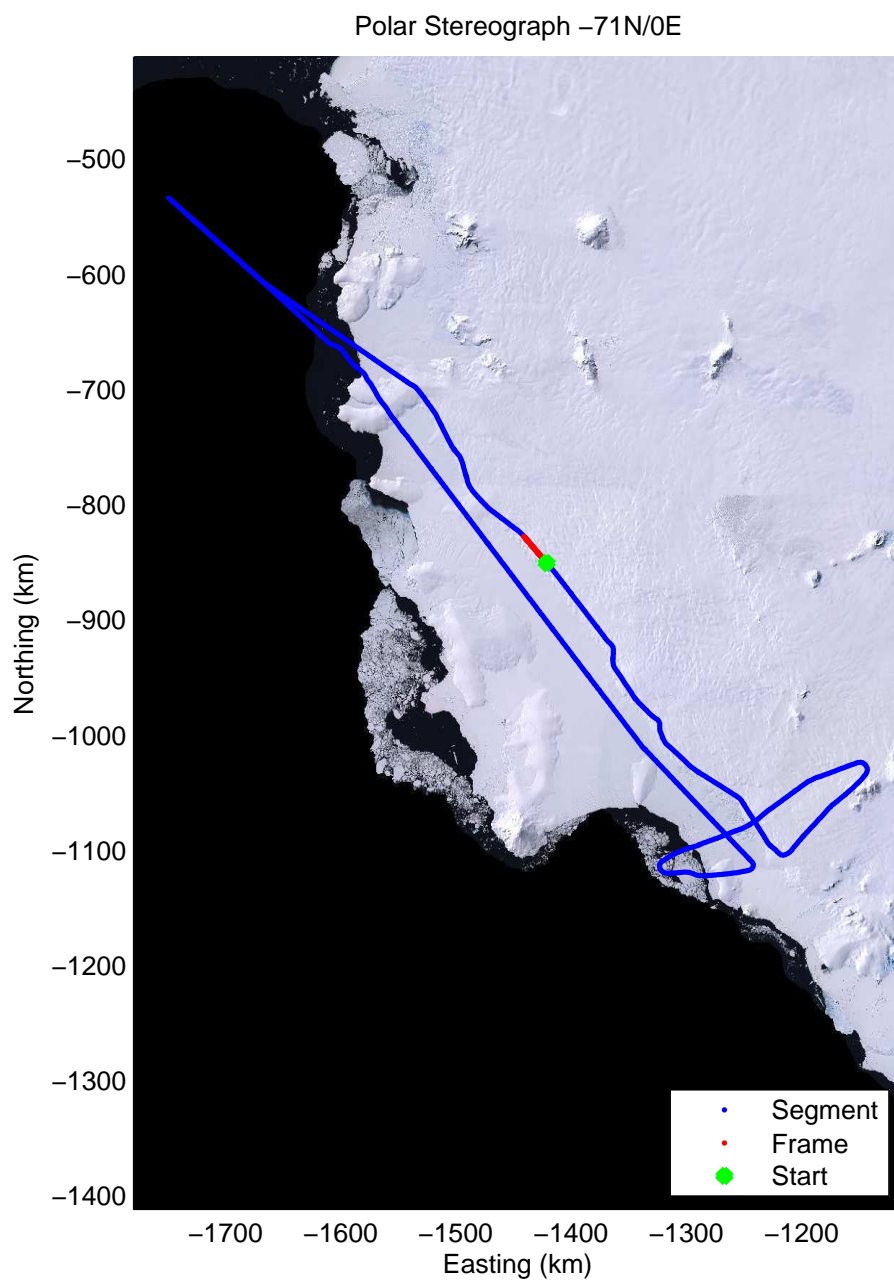 Polar Stereograph −71N/0E
−500
−600
−700
−800
−900
−1000
−1100
−1200
−1300
−1400
Northing (km)
Segment
Frame
Start
−1700 −1600 −1500 −1400 −1300 −1200
Easting (km)